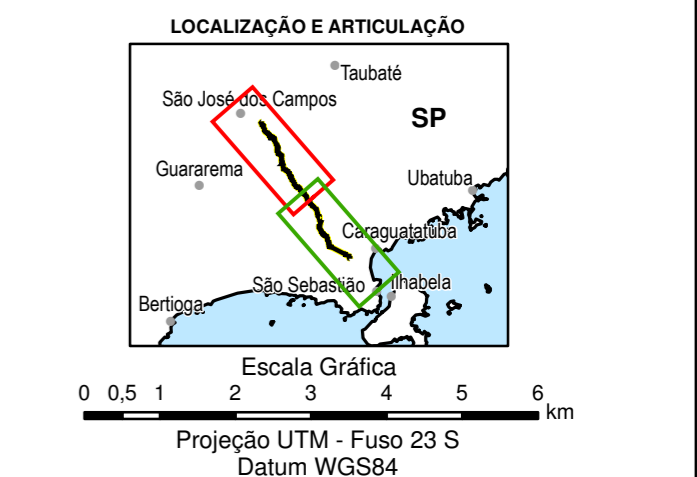 LOCALIZAÇÃO E ARTICULAÇÃO
Taubaté
São José dos Campos
SP
Guararema
Ubatuba
Caraguatatuba
São Sebastião
Ilhabela
Bertioga
Escala Gráfica
0 0,5 1 2 3 4 5 6
km
Projeção UTM - Fuso 23 S
Datum WGS84